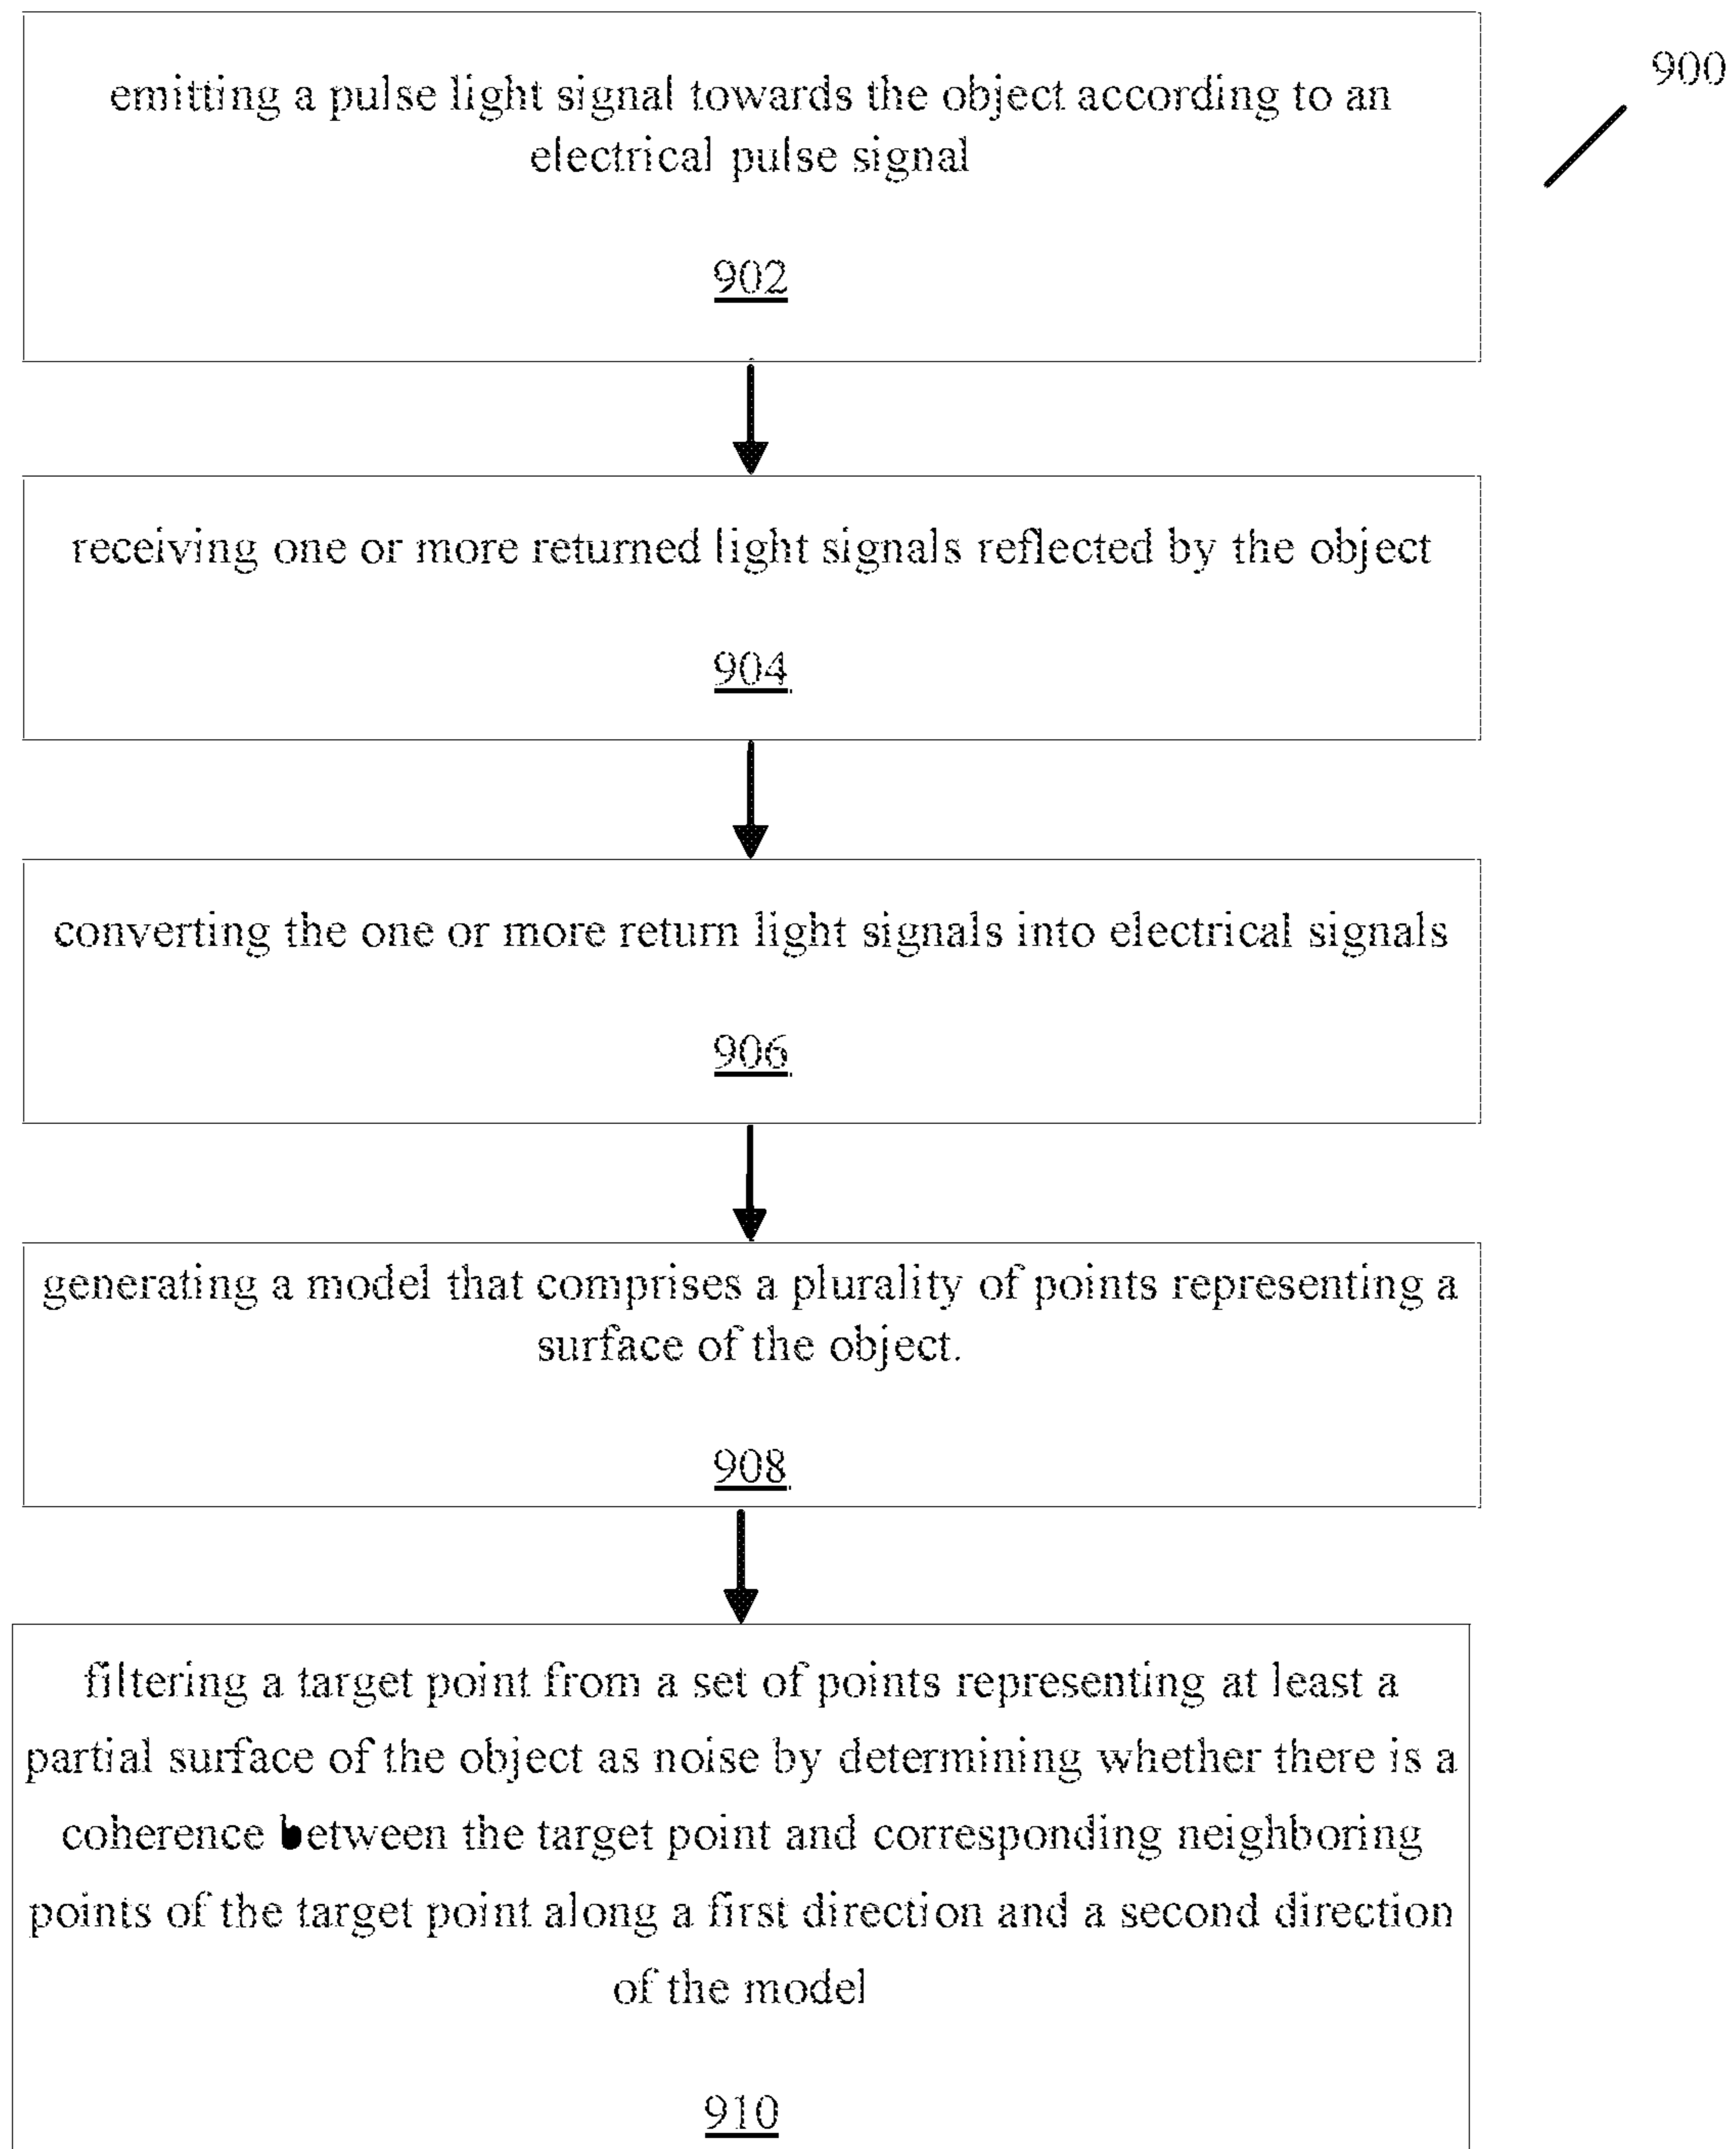 emitting a pulse light signal towards the object according to an
electrical pulse signal
902
900
receiving one or more returned light signals reflected by the object
904
converting the one or more return light signals into electrical signals
906
generating a model that comprises a plurality of points representing a
surface of the object.
908
filtering a target point from a set of points representing at least a
partial surface of the object as noise by determining whether there is a
coherence between the target point and corresponding neighboring
points of the target point along a first direction and a second direction
of the model
910